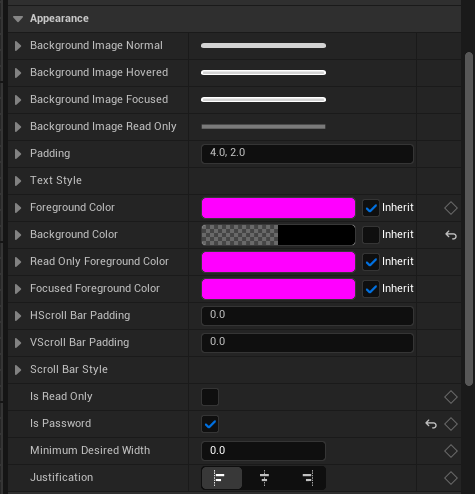 Appearance
Background Image Normal
Background Image Hovered
Background Image Focused
Background Image Read Only
Padding 4.0, 2.0
Text Style
Foreground Color Inherit
Background Color Inherit
Read Only Foreground Color Inherit
Focused Foreground Color Inherit
HScroll Bar Padding 0.0
VScroll Bar Padding 0.0
Scroll Bar Style
Is Read Only
Is Password
Minimum Desired Width 0.0
Justification